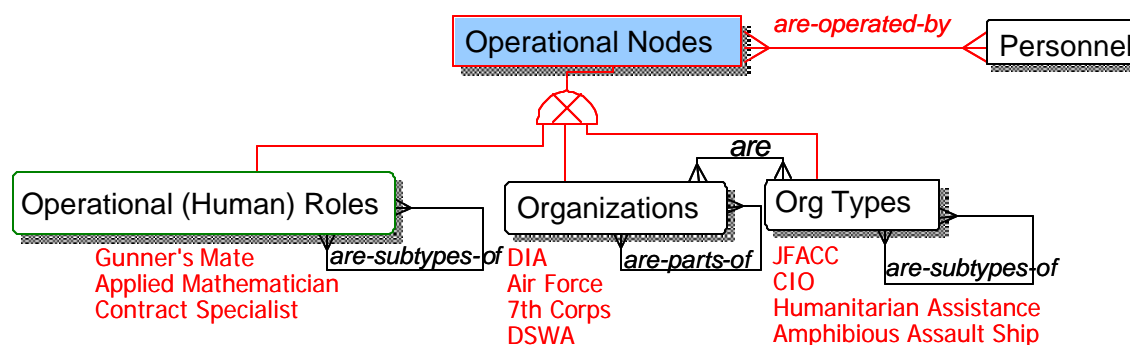 are-operated-by
Operational Nodes
Personnel
are
Operational (Human) Roles
Organizations
Org Types
are-subtypes-of
are-parts-of
are-subtypes-of
Gunner's Mate
Applied Mathematician
Contract Specialist
DIA
Air Force
7th Corps
DSWA
JFACC
CIO
Humanitarian Assistance
Amphibious Assault Ship